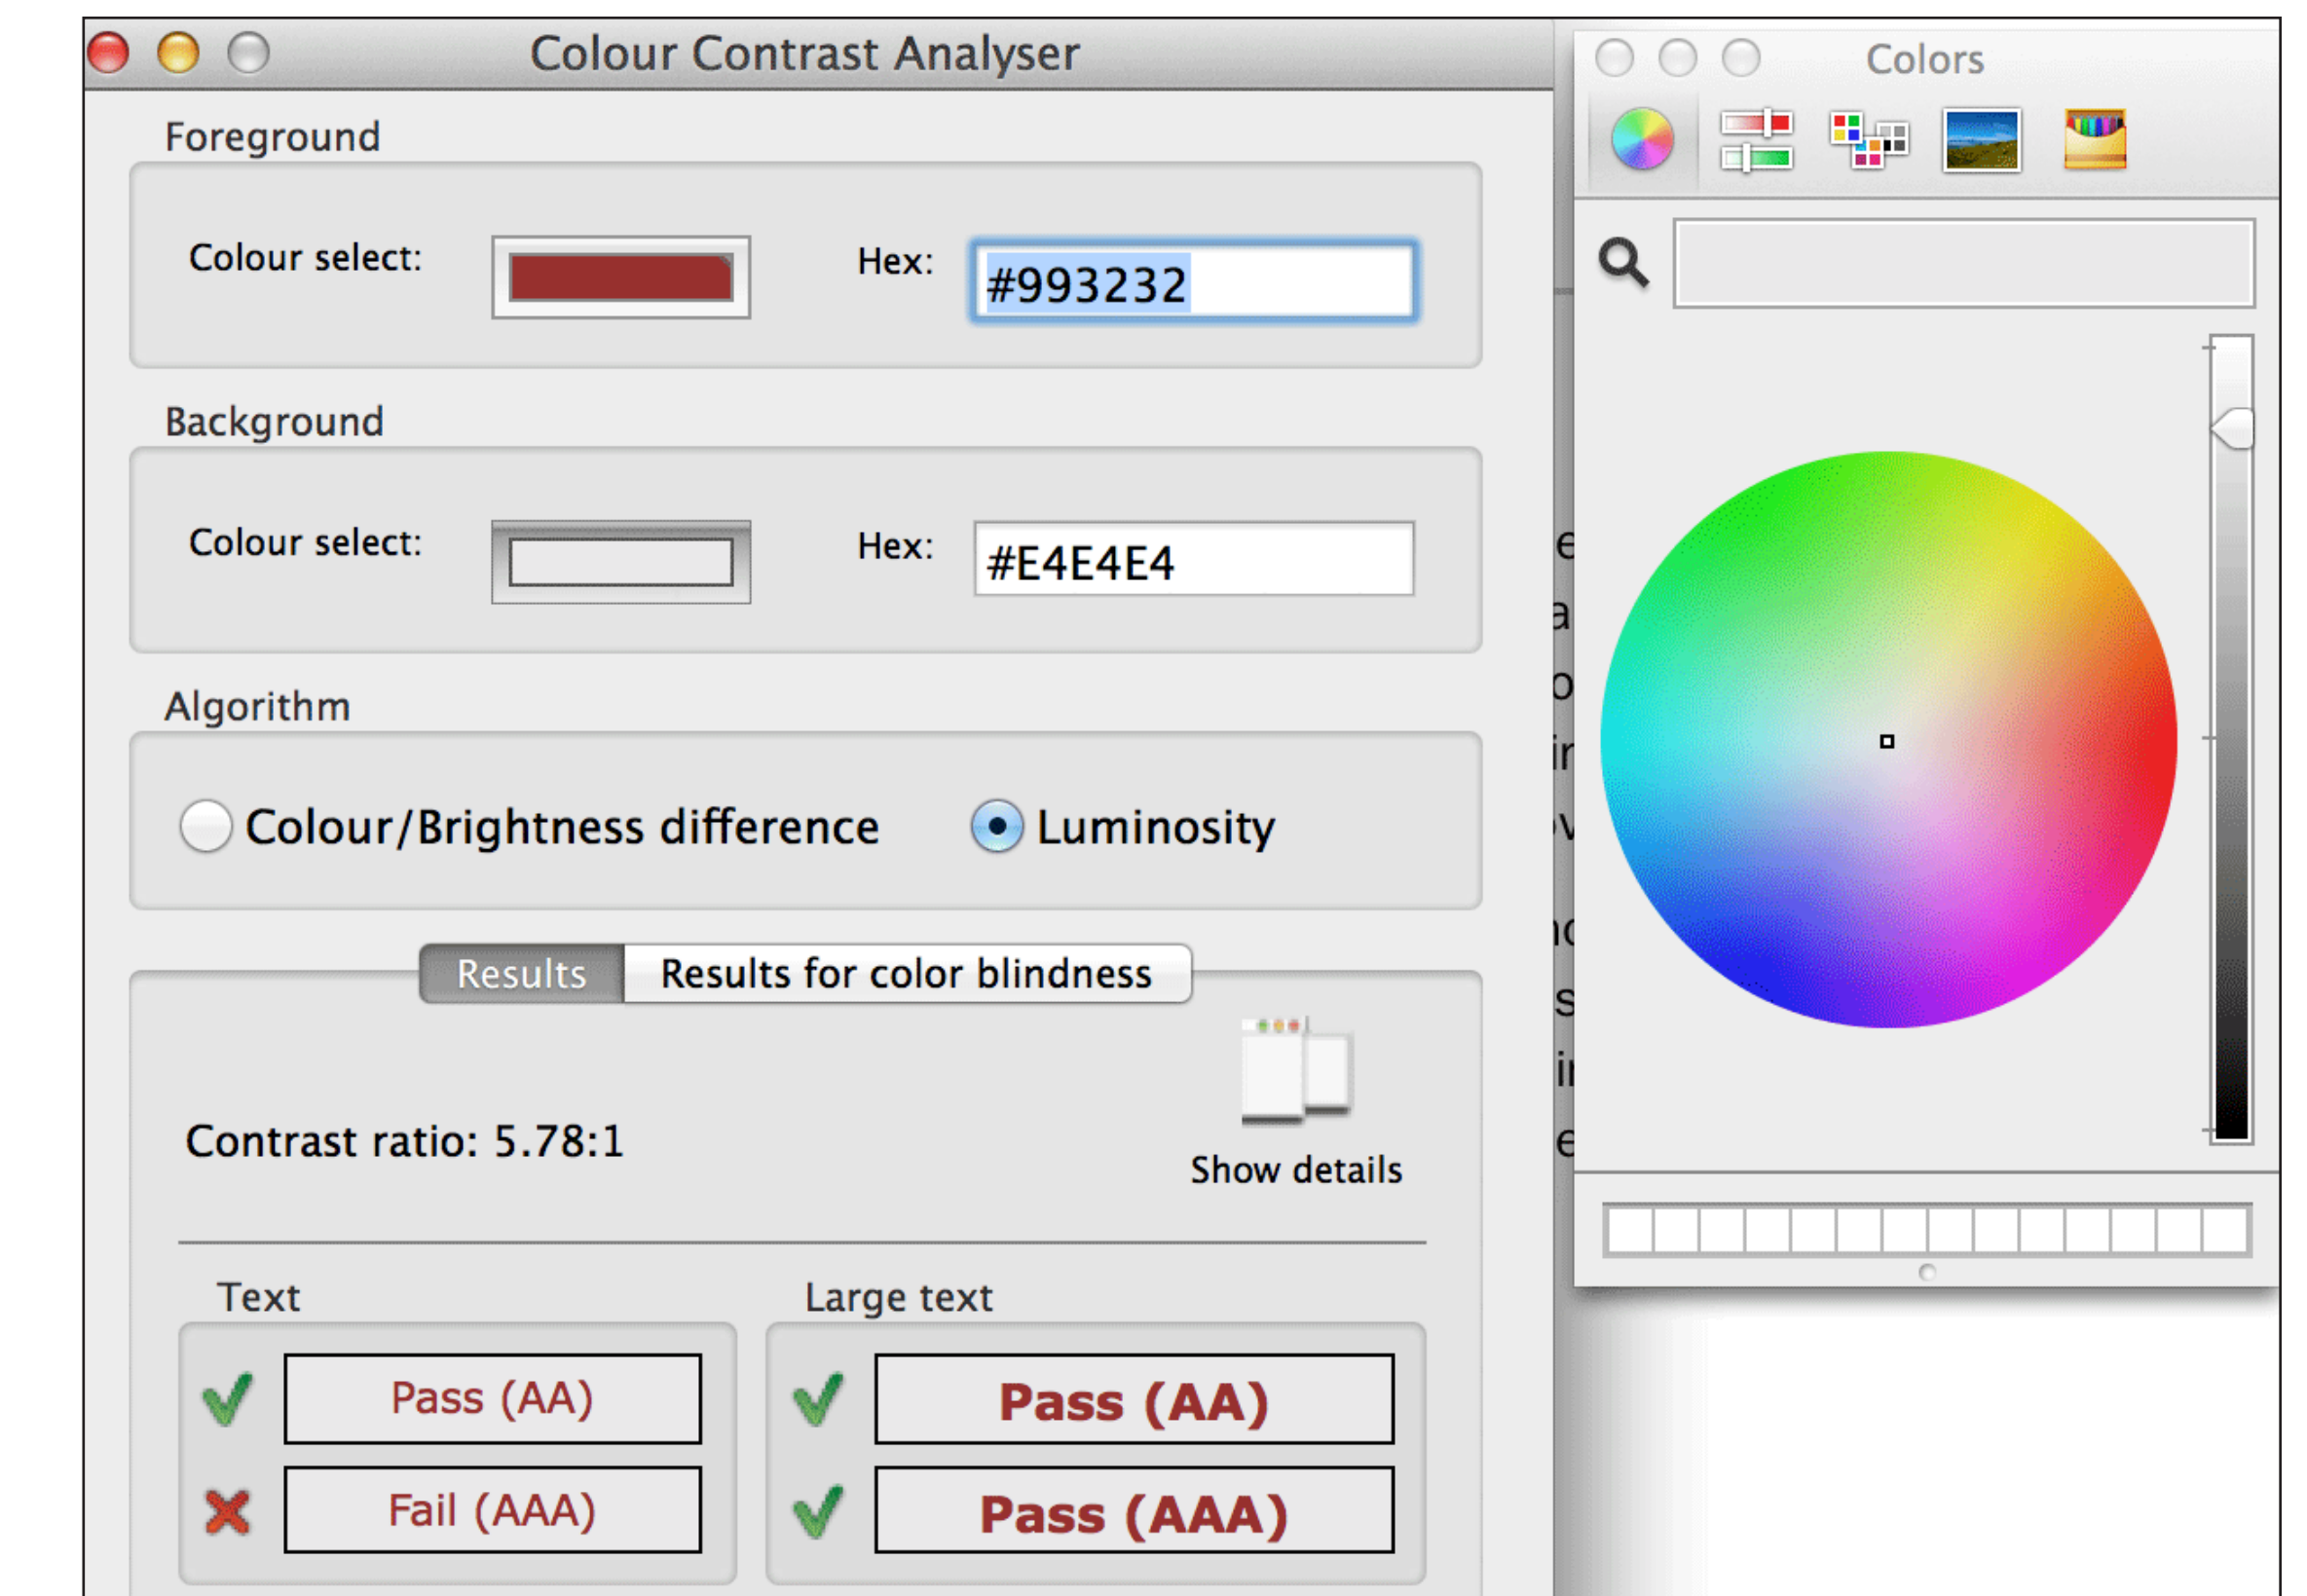 Colour Contrast Analyser
Foreground
Colour select:
Hex:
#993232
Background
Colour select:
Hex:
#E4E4E4
Algorithm
Colour/Brightness difference
Luminosity
Results
Results for color blindness
Contrast ratio: 5.78:1
Show details
Text
Large text
Pass (AA)
Pass (AA)
Fail (AAA)
Pass (AAA)
Colors